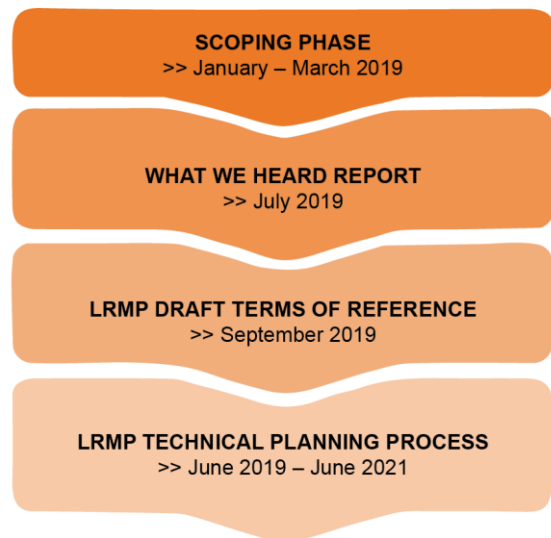 SCOPING PHASE
>> January – March 2019
WHAT WE HEARD REPORT
>> July 2019
LRMP DRAFT TERMS OF REFERENCE
>> September 2019
LRMP TECHNICAL PLANNING PROCESS
>> June 2019 – June 2021